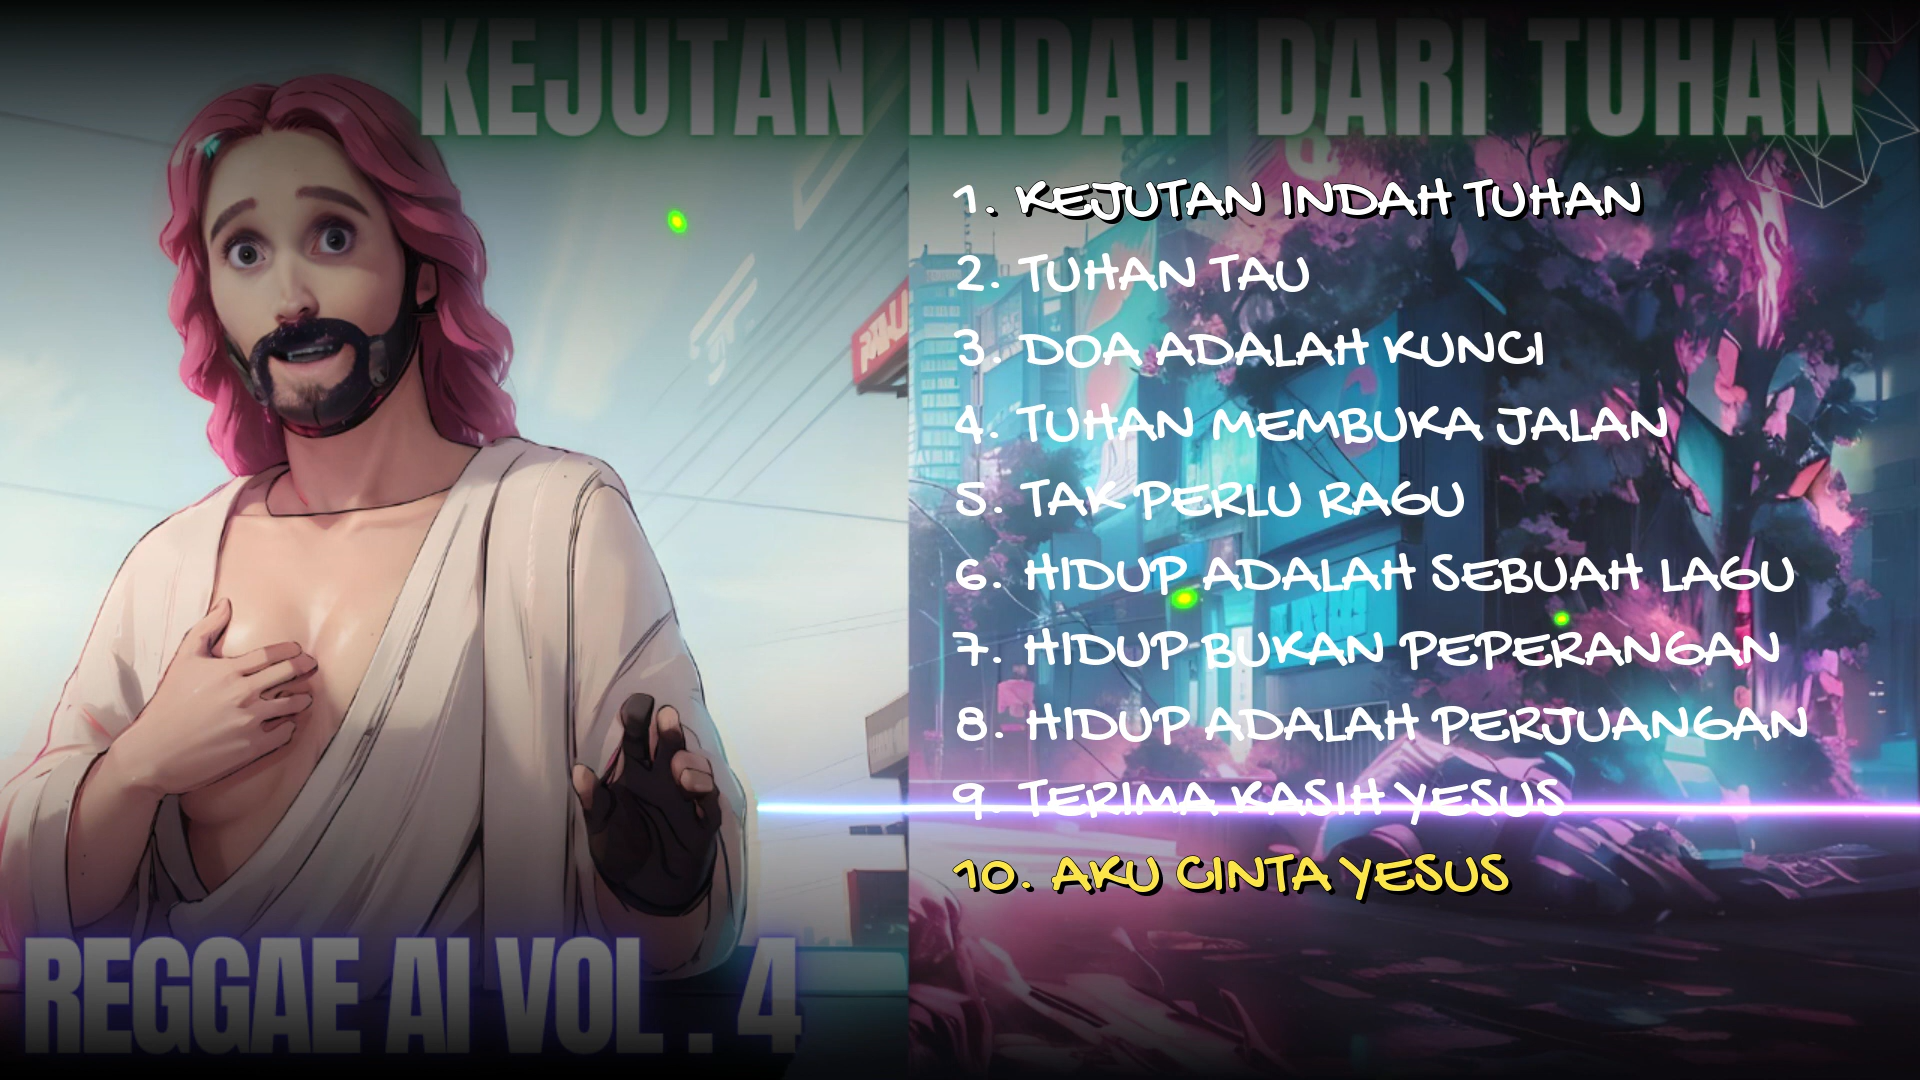 KEJUTAN INDAH DARI TUHAN
1. KEJUTAN INDAH TUHAN
2. TUHAN TAU
3. DOA ADALAH KUNCI
4. TUHAN MEMBUKA JALAN
5. TAK PERLU RAGU
6. HIDUP ADALAH SEBUAH LAGU
7. HIDUP BUKAN PEPERANGAN
8. HIDUP ADALAH PERJUANGAN
9. TERIMA KASIH YESUS
10. AKU CINTA YESUS
REGGAE AI VOL . 4